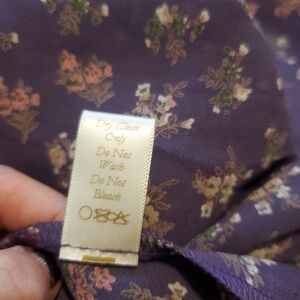 Dry Clean
Only
Do Not
Wash
Do Not
Bleach